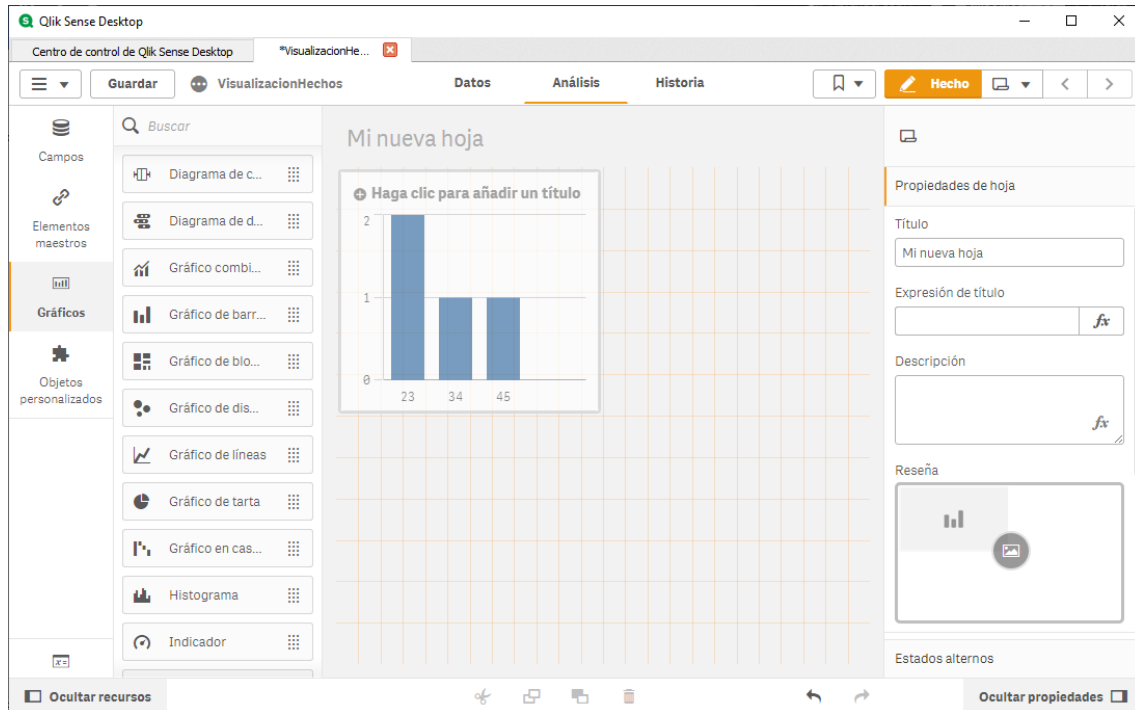 Qlik Sense Desktop
Centro de control de Qlik Sense Desktop
*VisualizacionHe...
Guardar
VisualizacionHechos
Datos
Análisis
Historia
Hecho
Campos
Elementos
maestros
Gráficos
Objetos
personalizados
x=
Buscar
Diagrama de c...
Diagrama de d...
Gráfico combi...
Gráfico de barr...
Gráfico de blo...
Gráfico de dis...
Gráfico de líneas
Gráfico de tarta
Gráfico en cas...
Histograma
Indicador
Mi nueva hoja
Haga clic para añadir un título
2
1
0
23 34 45
Propiedades de hoja
Título
Mi nueva hoja
Expresión de título
fx
Descripción
fx
Reseña
Estados alternos
Ocultar recursos
Ocultar propiedades